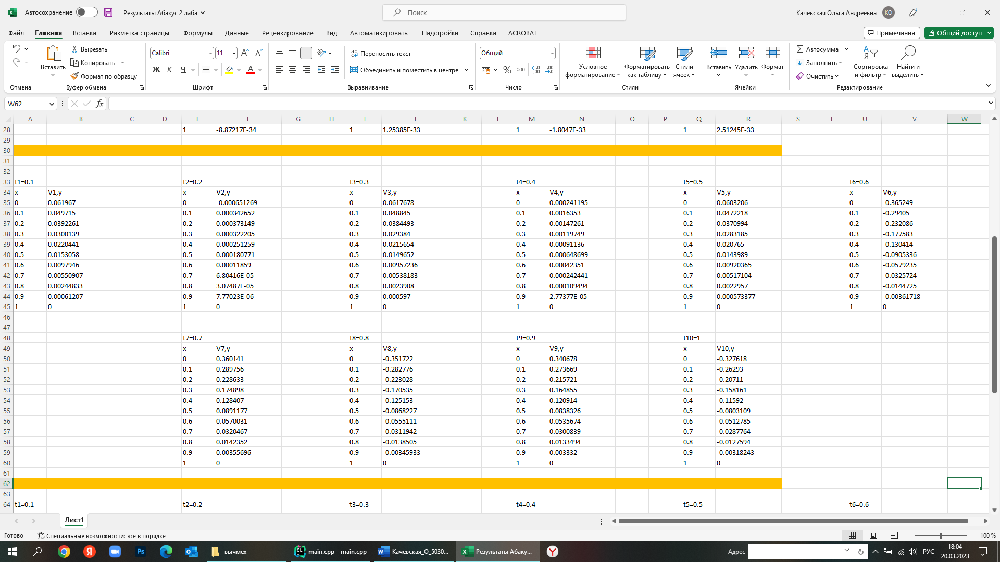 Автосохранение
Результаты Абакус 2 лаба
Поиск
Качевская Ольга Андреевна
КО
Файл Главная Вставка Разметка страницы Формулы Данные Рецензирование Вид Автоматизировать Надстройки Справка ACROBAT
Примечания
Общий доступ
Вставить
Вырезать
Копировать
Формат по образцу
Calibri 11
Ж К Ч
Переносить текст
Объединить и поместить в центре
Общий
% 000
Условное форматирование
Форматировать как таблицу
Стили ячеек
Вставить Удалить Формат
Автосумма
Заполнить
Очистить
Сортировка и фильтр
Найти и выделить
Отмена Буфер обмена Шрифт Выравнивание Число Стили Ячейки Редактирование
W62 fx
A B C D E F G H I J K L M N O P Q R S T U V W
28 1 -8.87217E-34 1 1.25385E-33 1 -1.8047E-33 1 2.51245E-33
29
30
31
32
33 t1=0.1 t2=0.2 t3=0.3 t4=0.4 t5=0.5 t6=0.6
34 x V1,y x V2,y x V3,y x V4,y x V5,y x V6,y
35 0 0.061967 0 -0.000651269 0 0.0617678 0 0.000241195 0 0.0603206 0 -0.365249
36 0.1 0.049715 0.1 0.000342652 0.1 0.048845 0.1 0.0016353 0.1 0.0472218 0.1 -0.29405
37 0.2 0.0392261 0.2 0.000373149 0.2 0.0384493 0.2 0.00147261 0.2 0.0370994 0.2 -0.232086
38 0.3 0.0300139 0.3 0.000322205 0.3 0.029384 0.3 0.00119749 0.3 0.0283185 0.3 -0.177583
39 0.4 0.0220441 0.4 0.000251259 0.4 0.0215654 0.4 0.00091136 0.4 0.020765 0.4 -0.130414
40 0.5 0.0153058 0.5 0.000180771 0.5 0.0149652 0.5 0.000648699 0.5 0.0143989 0.5 -0.0905336
41 0.6 0.0097946 0.6 0.00011859 0.6 0.00957236 0.6 0.00042351 0.6 0.00920365 0.6 -0.0579235
42 0.7 0.00550907 0.7 6.80416E-05 0.7 0.00538183 0.7 0.000242441 0.7 0.00517104 0.7 -0.0325724
43 0.8 0.00244833 0.8 3.07487E-05 0.8 0.0023908 0.8 0.000109494 0.8 0.0022957 0.8 -0.0144725
44 0.9 0.00061207 0.9 7.77023E-06 0.9 0.000597 0.9 2.77377E-05 0.9 0.000573377 0.9 -0.00361718
45 1 0 1 0 1 0 1 0 1 0 1 0
46
47
48 t7=0.7 t8=0.8 t9=0.9 t10=1
49 x V7,y x V8,y x V9,y x V10,y
50 0 0.360141 0 -0.351722 0 0.340678 0 -0.327618
51 0.1 0.289756 0.1 -0.282776 0.1 0.273669 0.1 -0.26293
52 0.2 0.228633 0.2 -0.223028 0.2 0.215721 0.2 -0.20711
53 0.3 0.174898 0.3 -0.170535 0.3 0.164855 0.3 -0.158161
54 0.4 0.128407 0.4 -0.125153 0.4 0.120914 0.4 -0.11592
55 0.5 0.0891177 0.5 -0.0868227 0.5 0.0838326 0.5 -0.0803109
56 0.6 0.0570031 0.6 -0.0555111 0.6 0.0535674 0.6 -0.0512785
57 0.7 0.0320467 0.7 -0.0311942 0.7 0.0300839 0.7 -0.0287764
58 0.8 0.0142352 0.8 -0.0138505 0.8 0.0133494 0.8 -0.0127594
59 0.9 0.00355696 0.9 -0.00345933 0.9 0.003332 0.9 -0.00318243
60 1 0 1 0 1 0 1 0
61
62
63
64 t1=0.1 t2=0.2 t3=0.3 t4=0.4 t5=0.5 t6=0.6
Лист1
Готово Специальные возможности: все в порядке 100 %
вычмех
main.cpp – main.cpp
Качевская_О_5030...
Результаты Абаку...
Адрес
РУС
18:04
20.03.2023